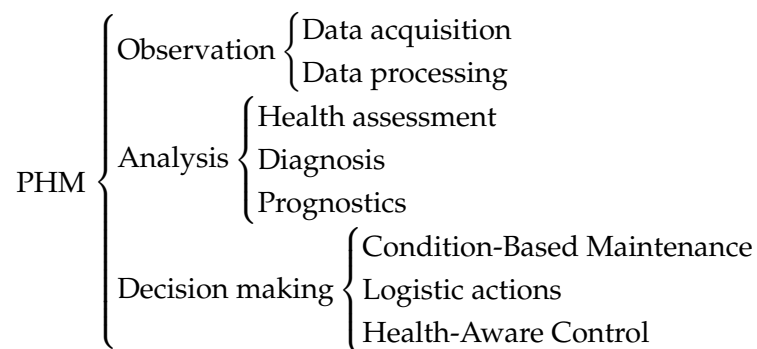 PHM
Observation
Data acquisition
Data processing
Analysis
Health assessment
Diagnosis
Prognostics
Decision making
Condition-Based Maintenance
Logistic actions
Health-Aware Control